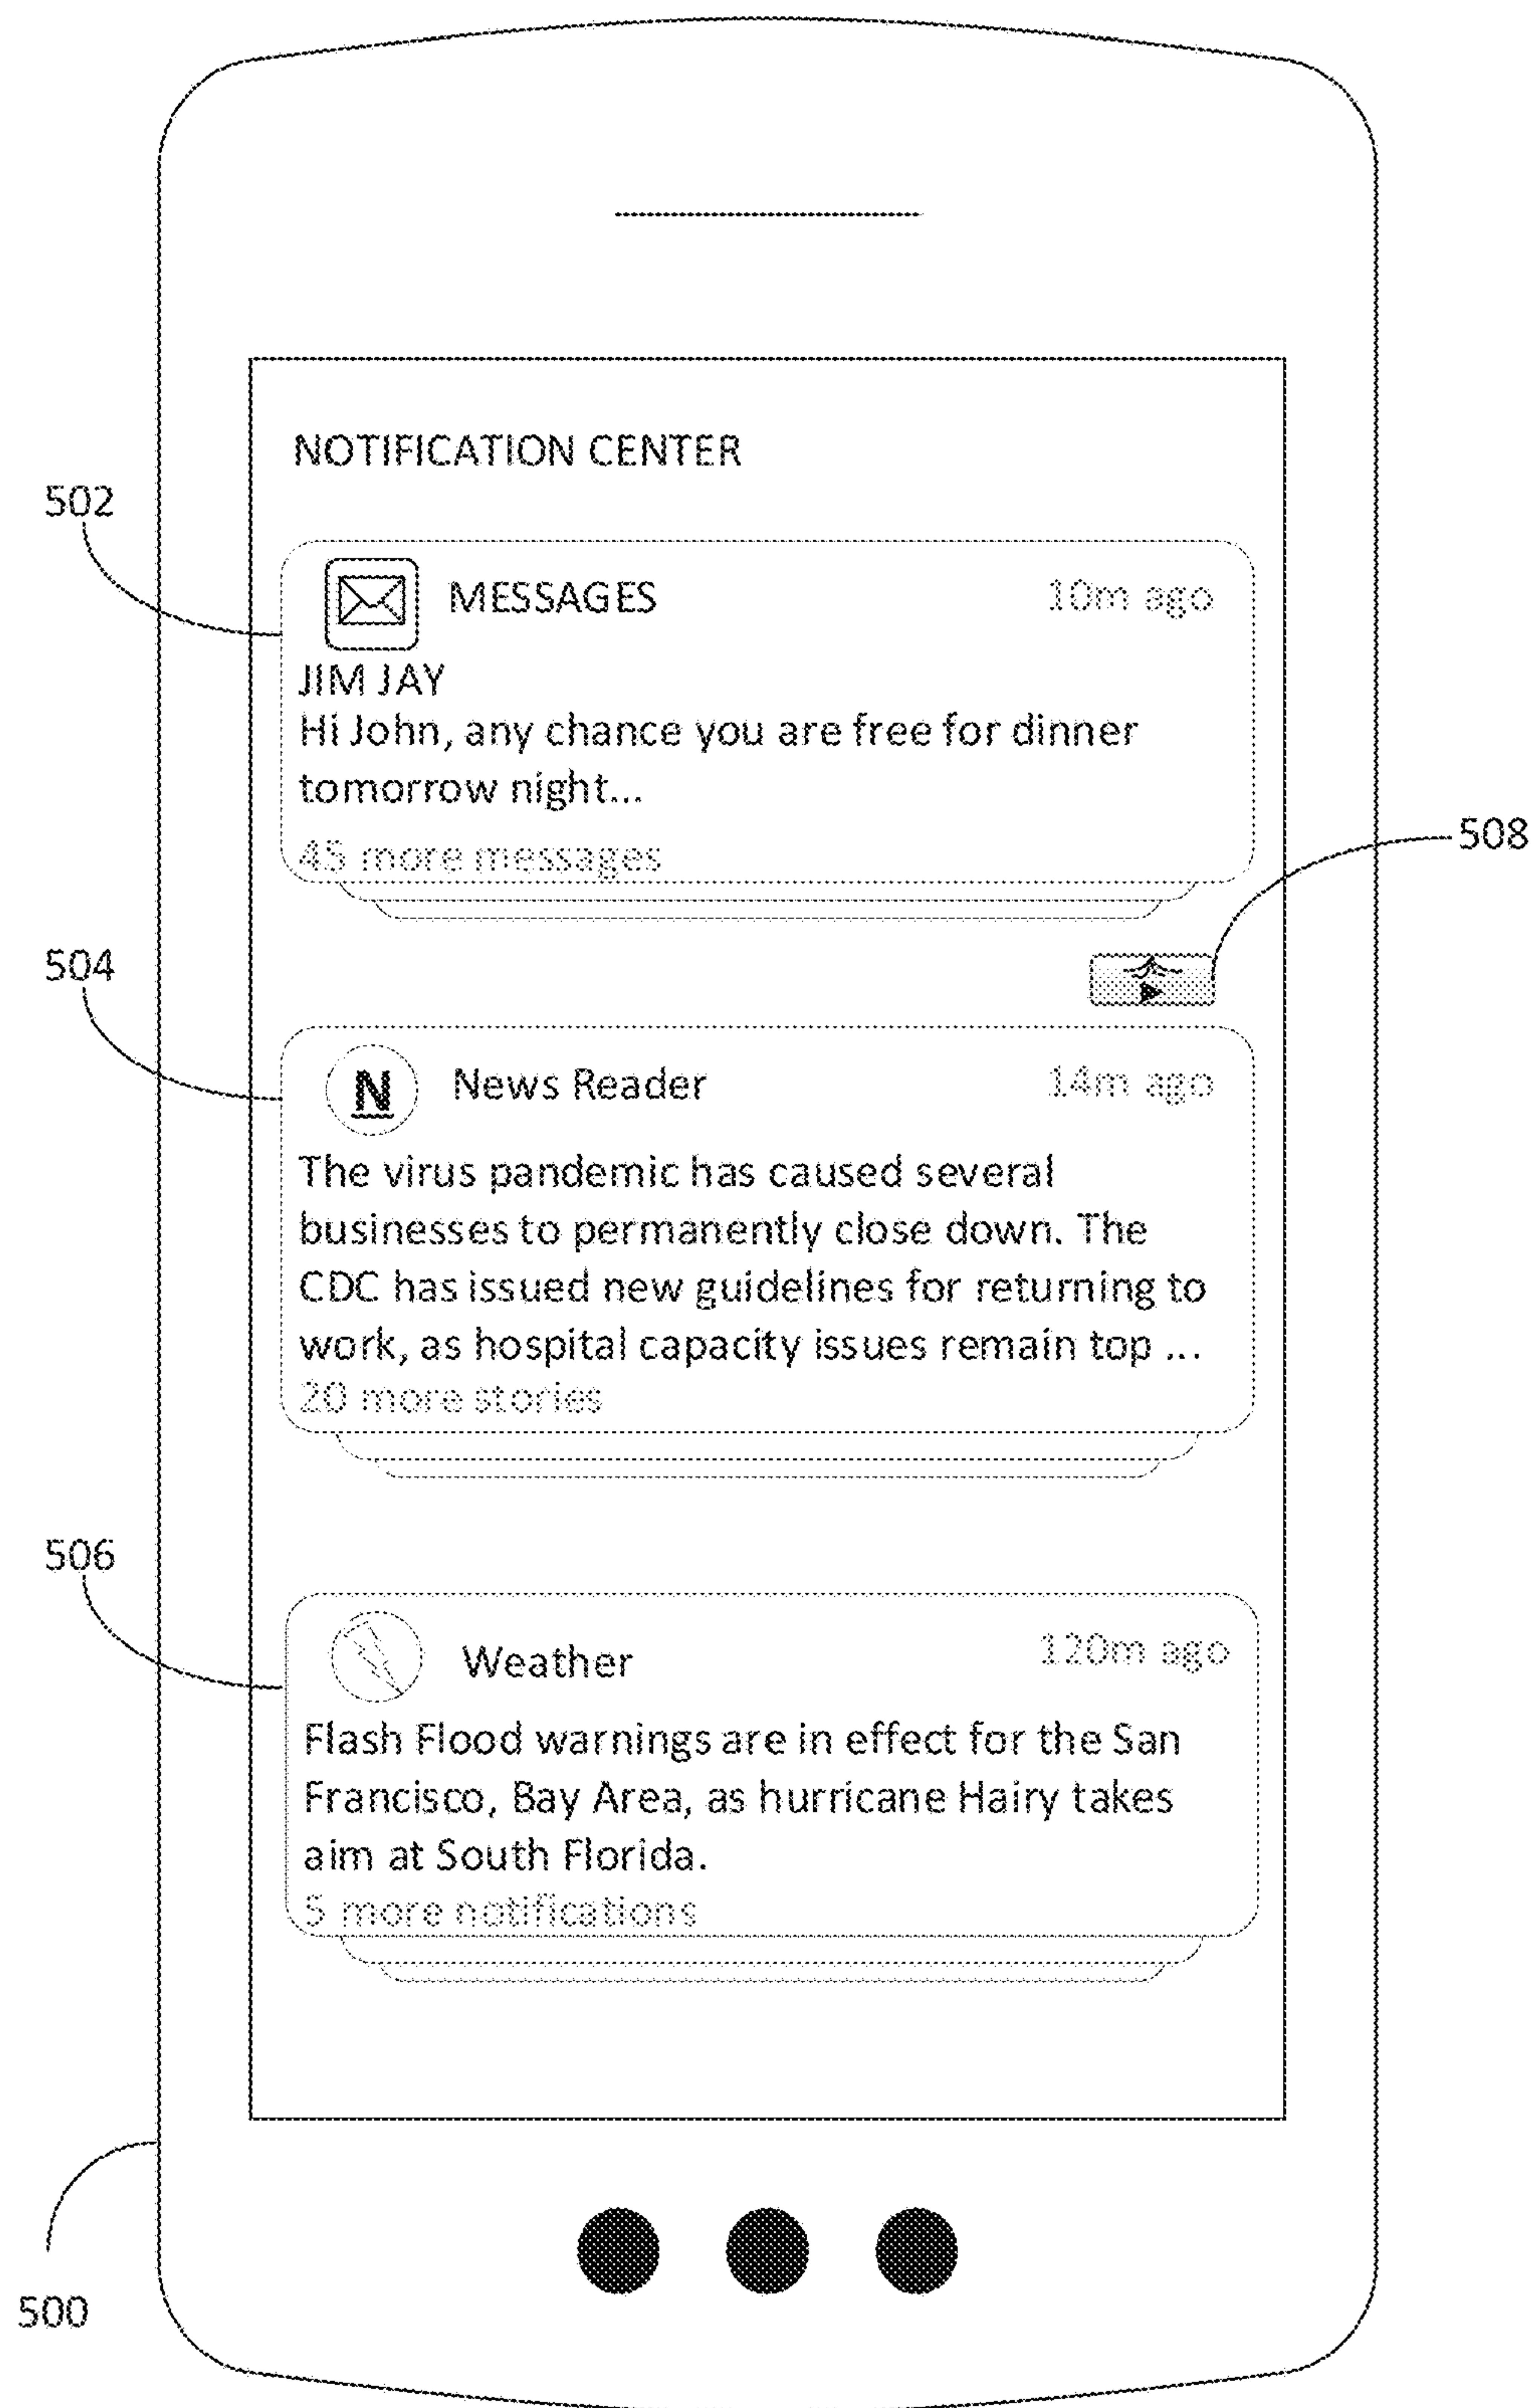 NOTIFICATION CENTER
502
MESSAGES 10m ago
JIM JAY
Hi John, any chance you are free for dinner
tomorrow night...
45 more messages
508
504
N News Reader 14m ago
The virus pandemic has caused several
businesses to permanently close down. The
CDC has issued new guidelines for returning to
work, as hospital capacity issues remain top ...
20 more stories
506
Weather 120m ago
Flash Flood warnings are in effect for the San
Francisco, Bay Area, as hurricane Hairy takes
aim at South Florida.
5 more notifications
500